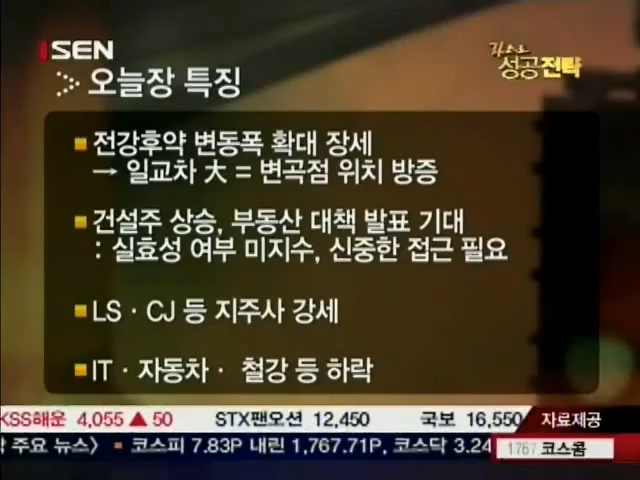 SEN
성공전략
오늘장 특징
전강후약 변동폭 확대 장세
→ 일교차 大 = 변곡점 위치 방증
건설주 상승, 부동산 대책 발표 기대
: 실효성 여부 미지수, 신중한 접근 필요
LS · CJ 등 지주사 강세
IT · 자동차 · 철강 등 하락
KSS해운 4,055 ▲ 50 STX팬오션 12,450 국보 16,550 자료제공
주요 뉴스> ▪ 코스피 7.83P 내린 1,767.71P, 코스닥 3.24 코스콤